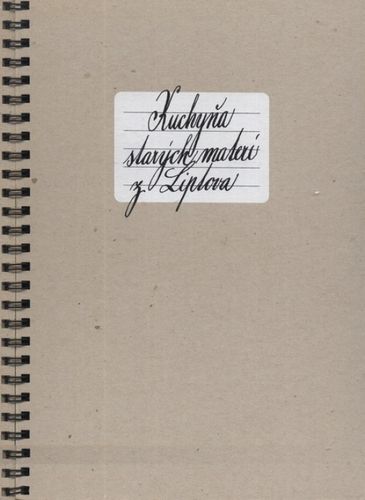 Kuchyňa
starých materí
z Liptova